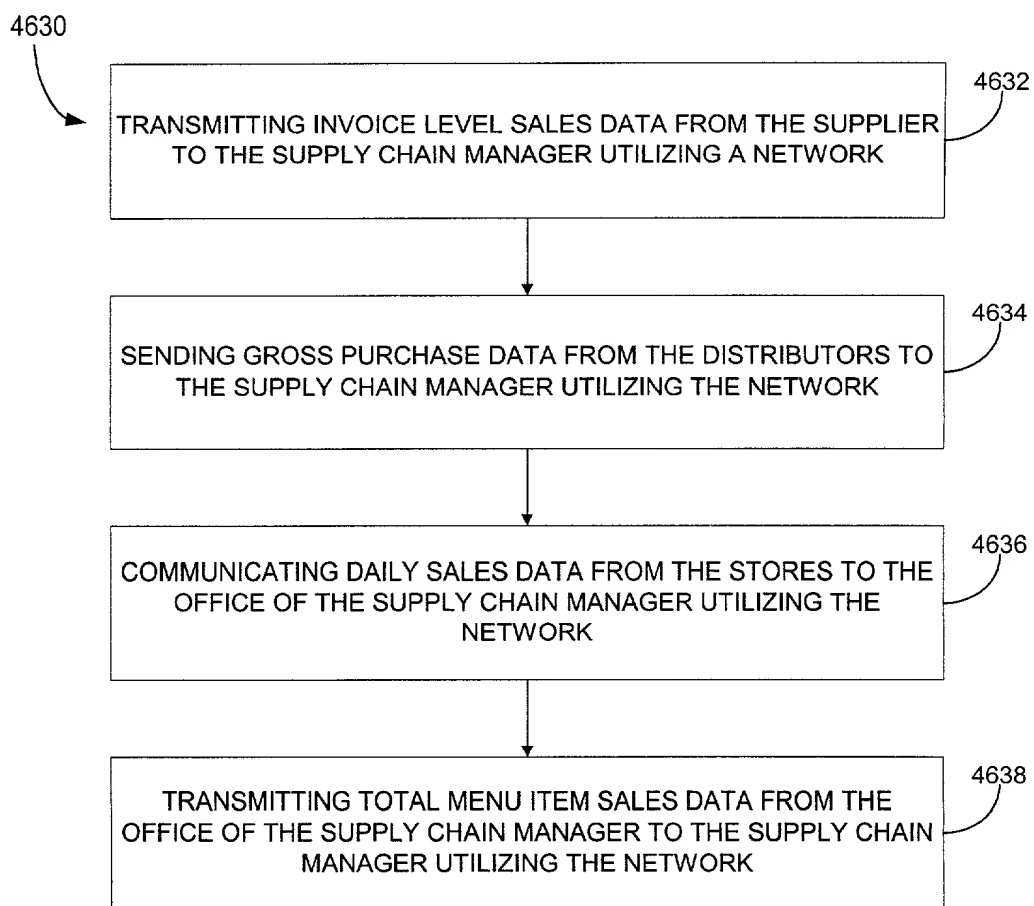 4630
4632
TRANSMITTING INVOICE LEVEL SALES DATA FROM THE SUPPLIER
TO THE SUPPLY CHAIN MANAGER UTILIZING A NETWORK
4634
SENDING GROSS PURCHASE DATA FROM THE DISTRIBUTORS TO
THE SUPPLY CHAIN MANAGER UTILIZING THE NETWORK
4636
COMMUNICATING DAILY SALES DATA FROM THE STORES TO THE
OFFICE OF THE SUPPLY CHAIN MANAGER UTILIZING THE
NETWORK
4638
TRANSMITTING TOTAL MENU ITEM SALES DATA FROM THE
OFFICE OF THE SUPPLY CHAIN MANAGER TO THE SUPPLY CHAIN
MANAGER UTILIZING THE NETWORK